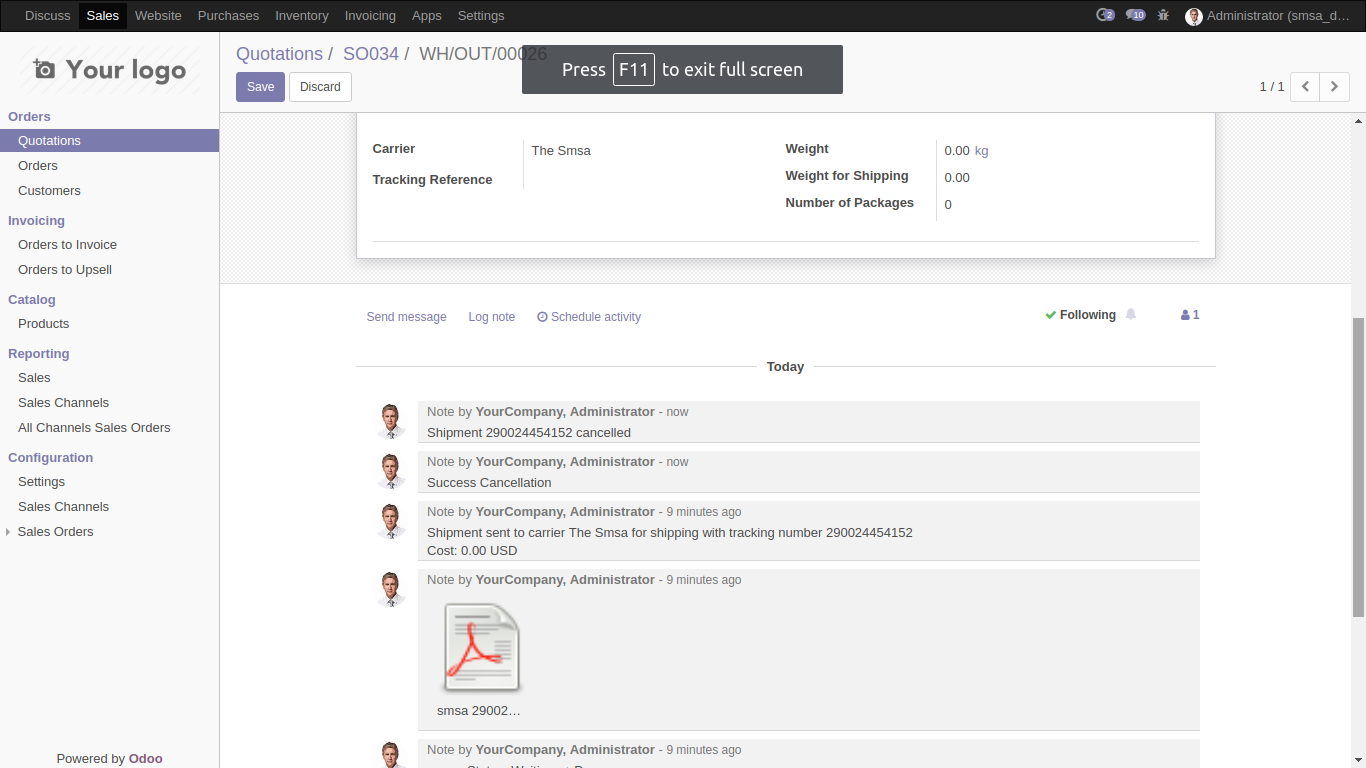 Discuss Sales Website Purchases Inventory Invoicing Apps Settings 2 10 Administrator (smsa_d…
Your logo
Orders
Quotations
Orders
Customers
Invoicing
Orders to Invoice
Orders to Upsell
Catalog
Products
Reporting
Sales
Sales Channels
All Channels Sales Orders
Configuration
Settings
Sales Channels
Sales Orders
Powered by Odoo
Quotations / SO034 / WH/OUT/00026
Press F11 to exit full screen
Save Discard
1 / 1
Carrier The Smsa
Tracking Reference
Weight 0.00 kg
Weight for Shipping 0.00
Number of Packages 0
Send message Log note Schedule activity
Following 1
Today
Note by YourCompany, Administrator - now
Shipment 290024454152 cancelled
Note by YourCompany, Administrator - now
Success Cancellation
Note by YourCompany, Administrator - 9 minutes ago
Shipment sent to carrier The Smsa for shipping with tracking number 290024454152
Cost: 0.00 USD
Note by YourCompany, Administrator - 9 minutes ago
smsa 29002…
Note by YourCompany, Administrator - 9 minutes ago